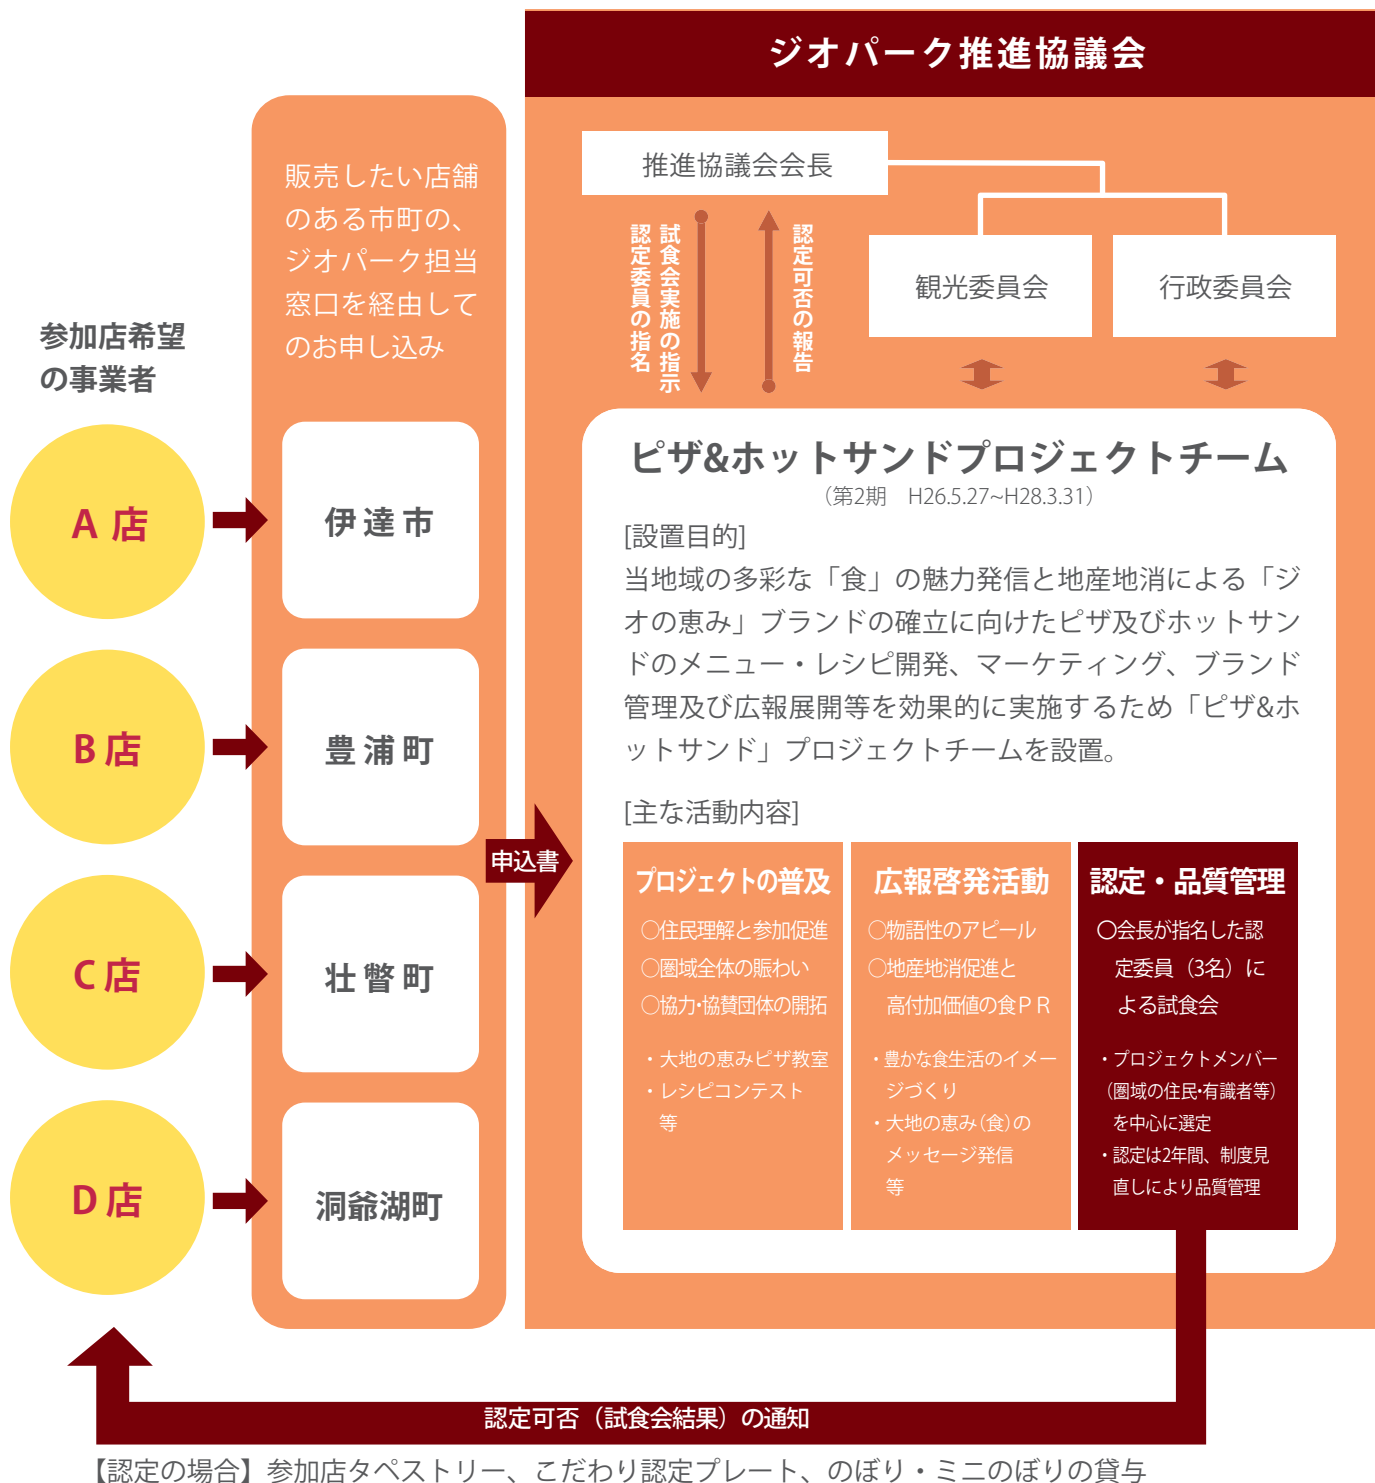 ジオパーク推進協議会
販売したい店舗
のある市町の、
ジオパーク担当
窓口を経由して
のお申し込み
参加店希望
の事業者
A 店
B 店
C 店
D 店
伊達市
豊浦町
壮瞥町
洞爺湖町
申込書
推進協議会会長
試食会実施の指示
認定委員の指名
認定可否の報告
観光委員会
行政委員会
ピザ&ホットサンドプロジェクトチーム
（第2期　H26.5.27~H28.3.31）
[設置目的]
当地域の多彩な「食」の魅力発信と地産地消による「ジ
オの恵み」ブランドの確立に向けたピザ及びホットサン
ドのメニュー・レシピ開発、マーケティング、ブランド
管理及び広報展開等を効果的に実施するため「ピザ&ホ
ットサンド」プロジェクトチームを設置。
[主な活動内容]
プロジェクトの普及
○住民理解と参加促進
○圏域全体の賑わい
○協力・協賛団体の開拓
・大地の恵みピザ教室
・レシピコンテスト
等
広報啓発活動
○物語性のアピール
○地産地消促進と
高付加価値の食ＰＲ
・豊かな食生活のイメー
ジづくり
・大地の恵み（食）の
メッセージ発信
等
認定・品質管理
○会長が指名した認
定委員（3名）に
よる試食会
・プロジェクトメンバー
（圏域の住民・有識者等）
を中心に選定
・認定は2年間、制度見
直しにより品質管理
認定可否（試食会結果）の通知
【認定の場合】参加店タペストリー、こだわり認定プレート、のぼり・ミニのぼりの貸与